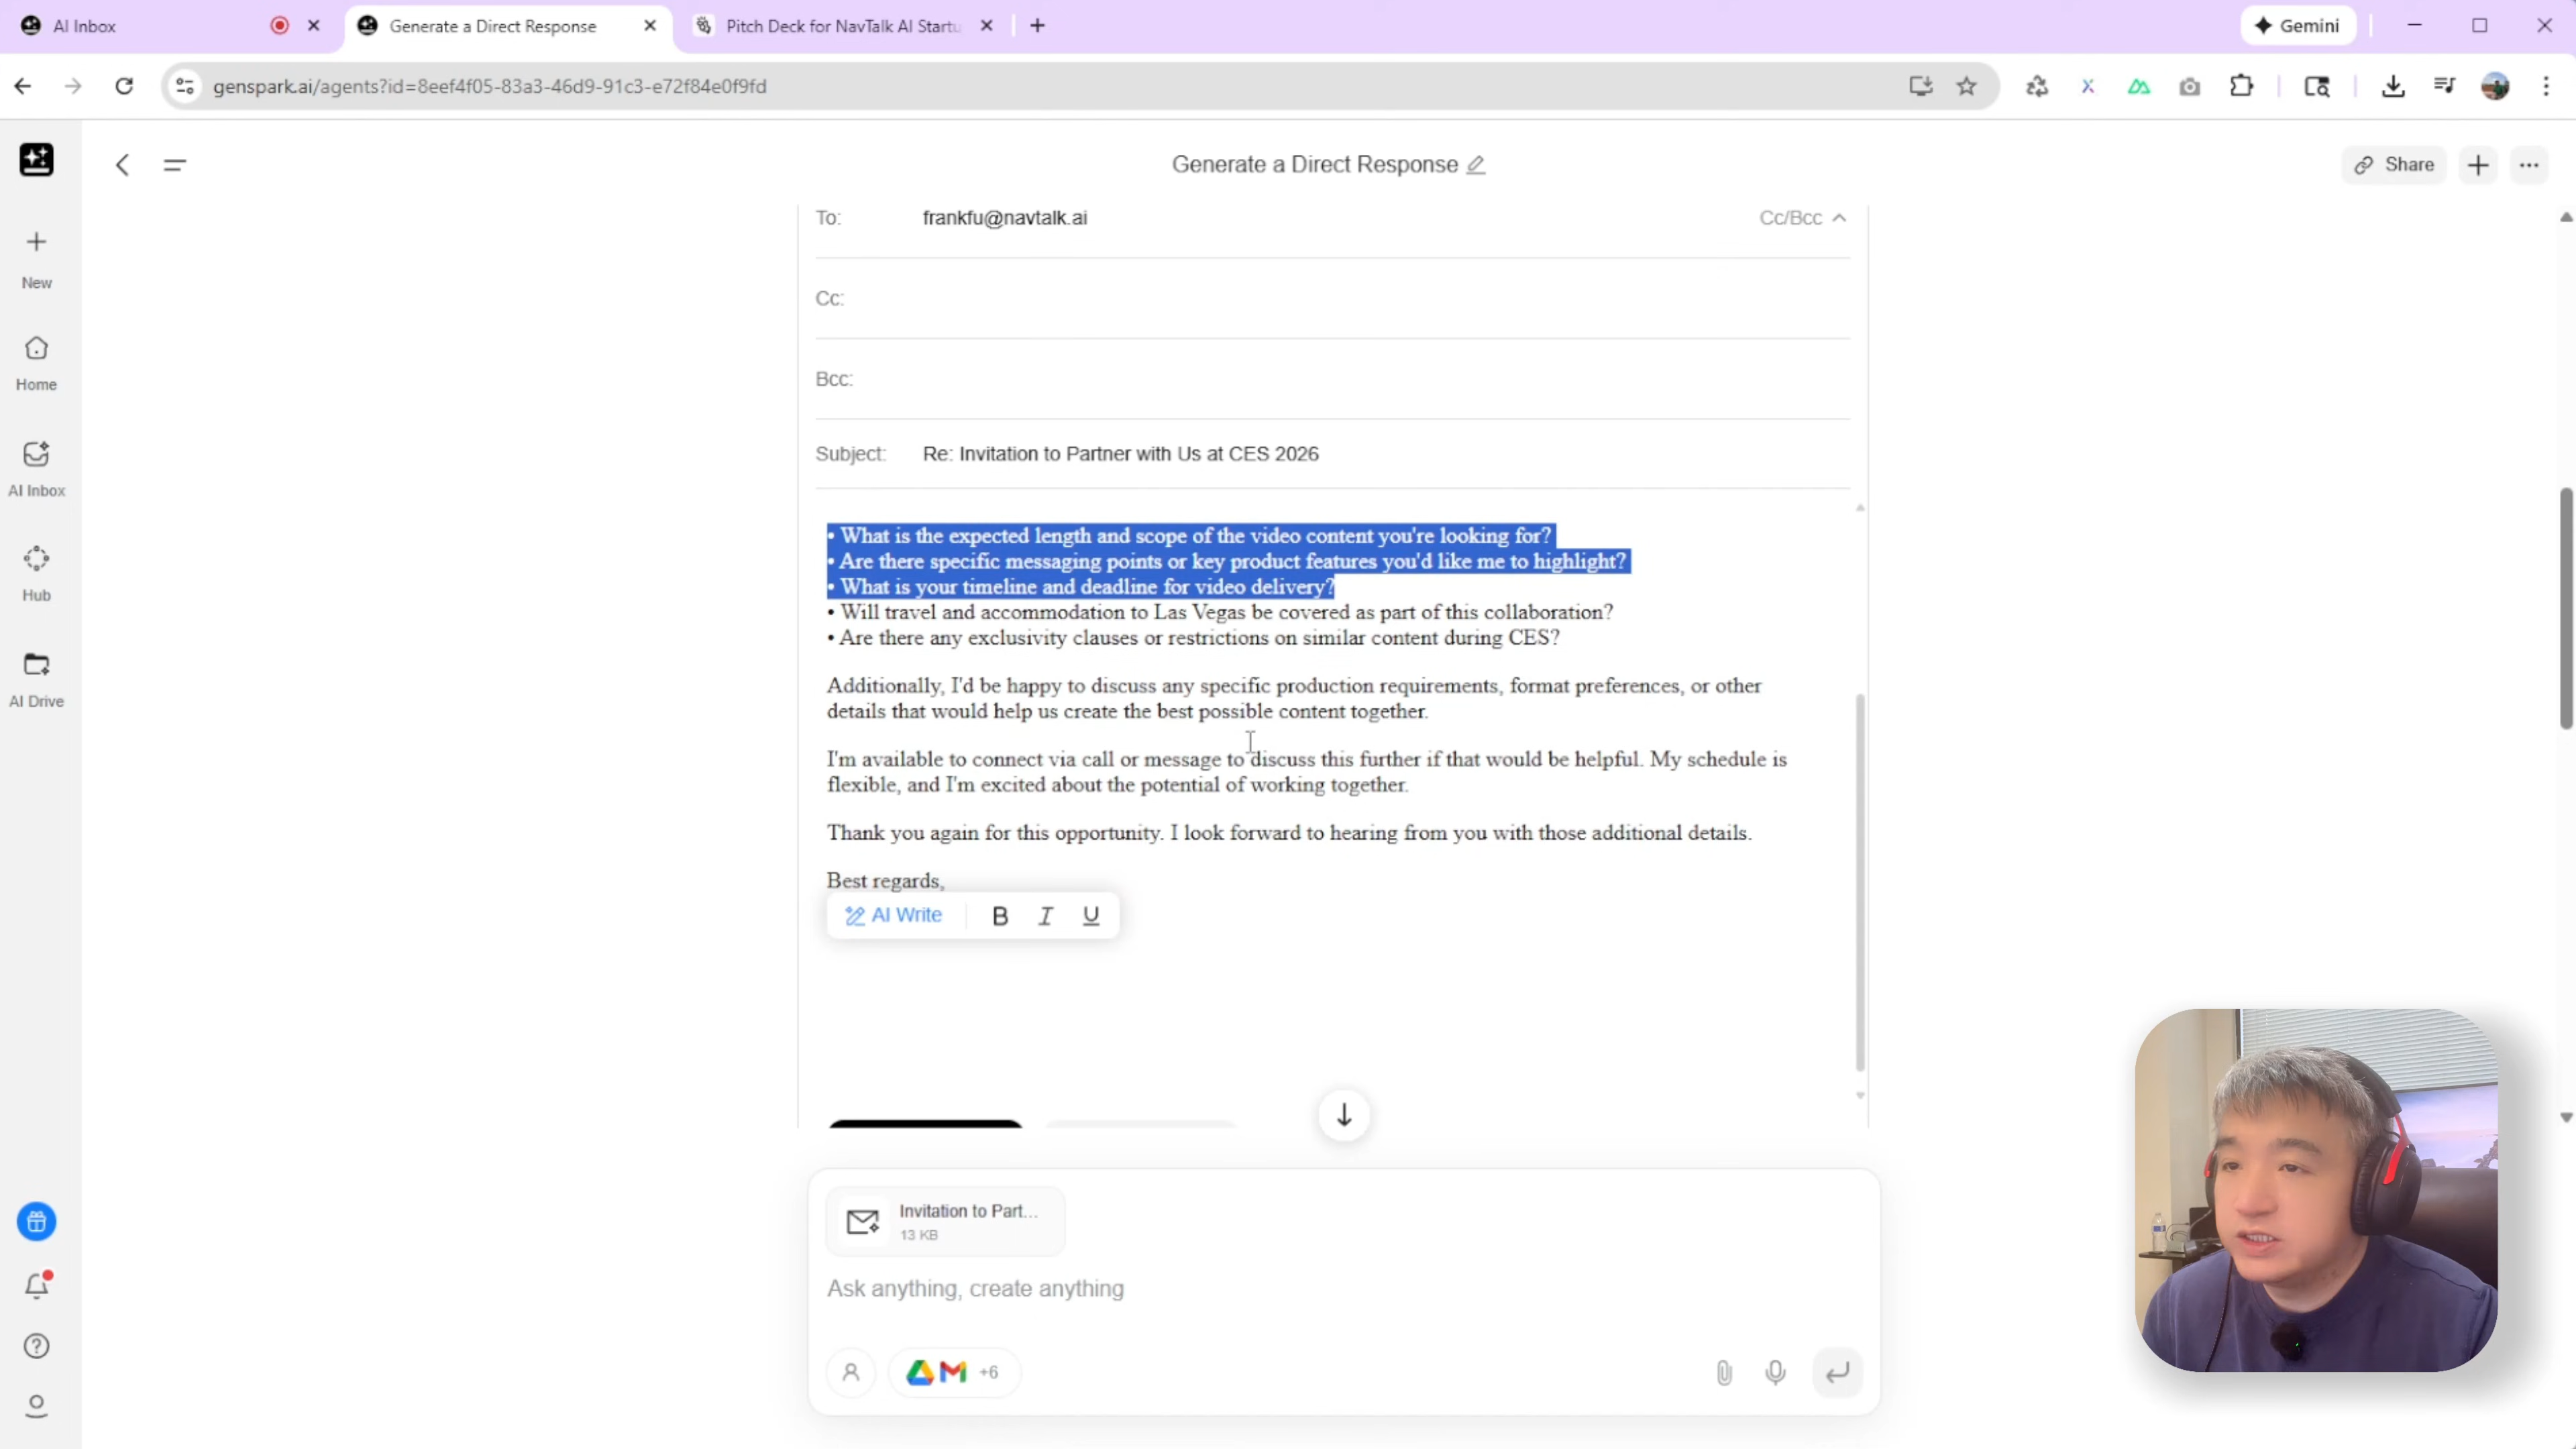 AI Inbox
Generate a Direct Response
Pitch Deck for NavTalk AI Startu
Gemini
genspark.ai/agents?id=8eef4f05-83a3-46d9-91c3-e72f84e0f9fd
Generate a Direct Response
Share
New
Home
AI Inbox
Hub
AI Drive
To: frankfu@navtalk.ai Cc/Bcc
Cc:
Bcc:
Subject: Re: Invitation to Partner with Us at CES 2026
• What is the expected length and scope of the video content you're looking for?
• Are there specific messaging points or key product features you'd like me to highlight?
• What is your timeline and deadline for video delivery?
• Will travel and accommodation to Las Vegas be covered as part of this collaboration?
• Are there any exclusivity clauses or restrictions on similar content during CES?
Additionally, I'd be happy to discuss any specific production requirements, format preferences, or other
details that would help us create the best possible content together.
I'm available to connect via call or message to discuss this further if that would be helpful. My schedule is
flexible, and I'm excited about the potential of working together.
Thank you again for this opportunity. I look forward to hearing from you with those additional details.
Best regards,
AI Write B I U
Invitation to Part...
13 KB
Ask anything, create anything
+6